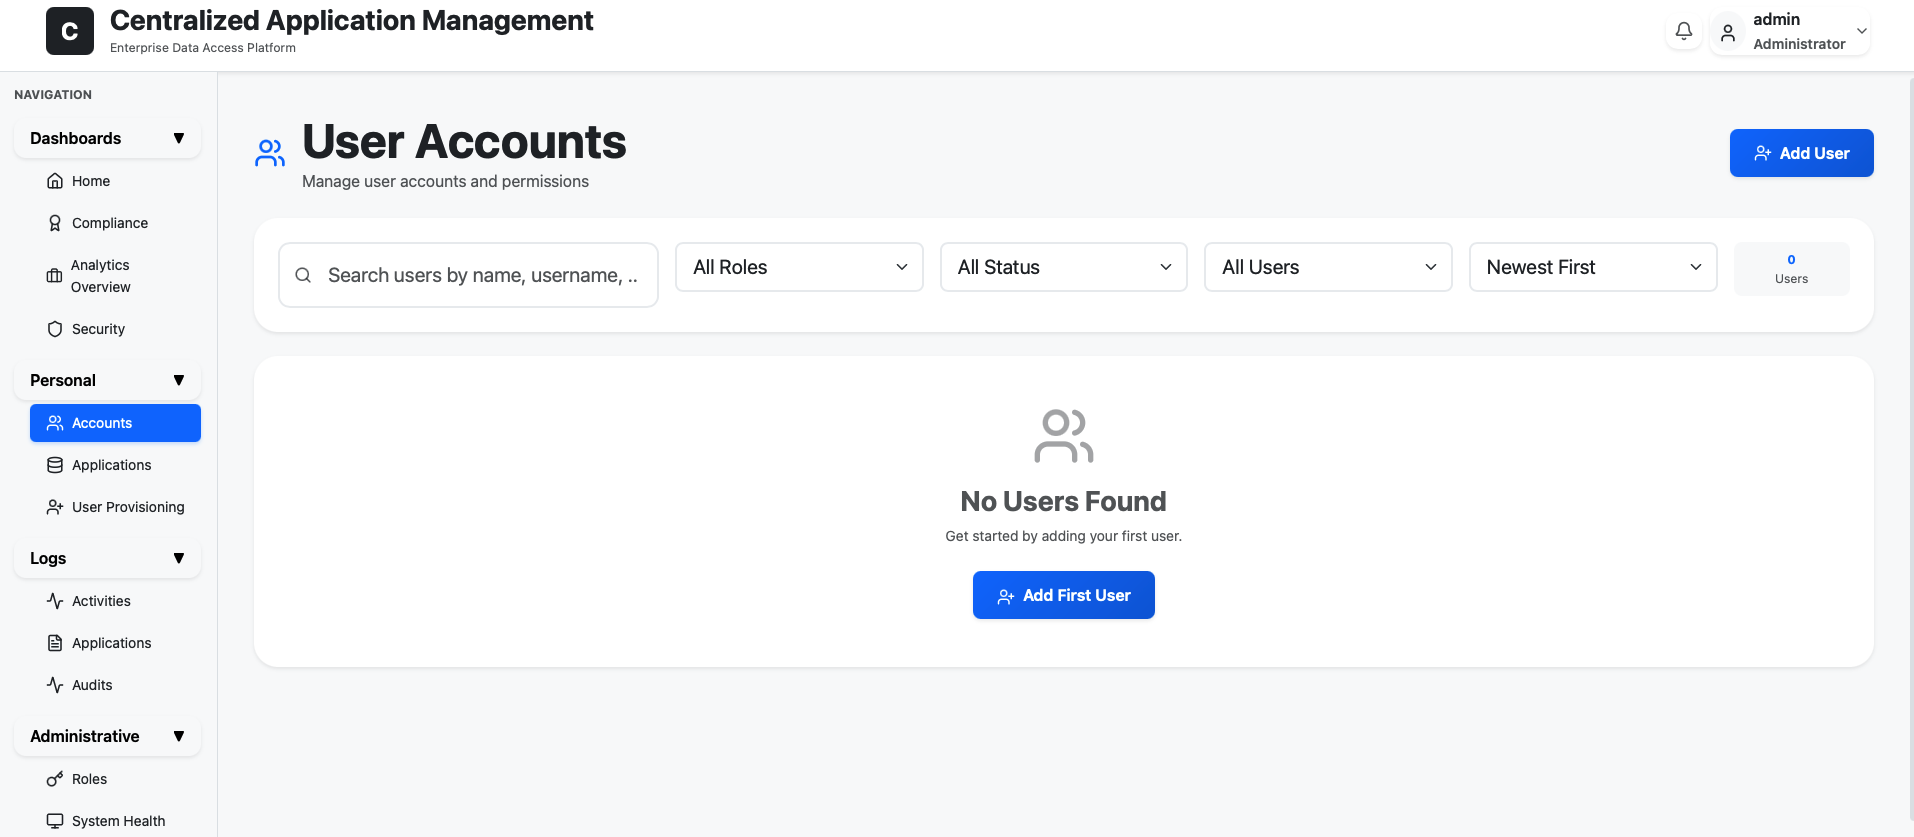 C
Centralized Application Management
Enterprise Data Access Platform
admin
Administrator
NAVIGATION
Dashboards
Home
Compliance
Analytics
Overview
Security
Personal
Accounts
Applications
User Provisioning
Logs
Activities
Applications
Audits
Administrative
Roles
System Health
User Accounts
Manage user accounts and permissions
Add User
Search users by name, username, ..
All Roles
All Status
All Users
Newest First
0
Users
No Users Found
Get started by adding your first user.
Add First User